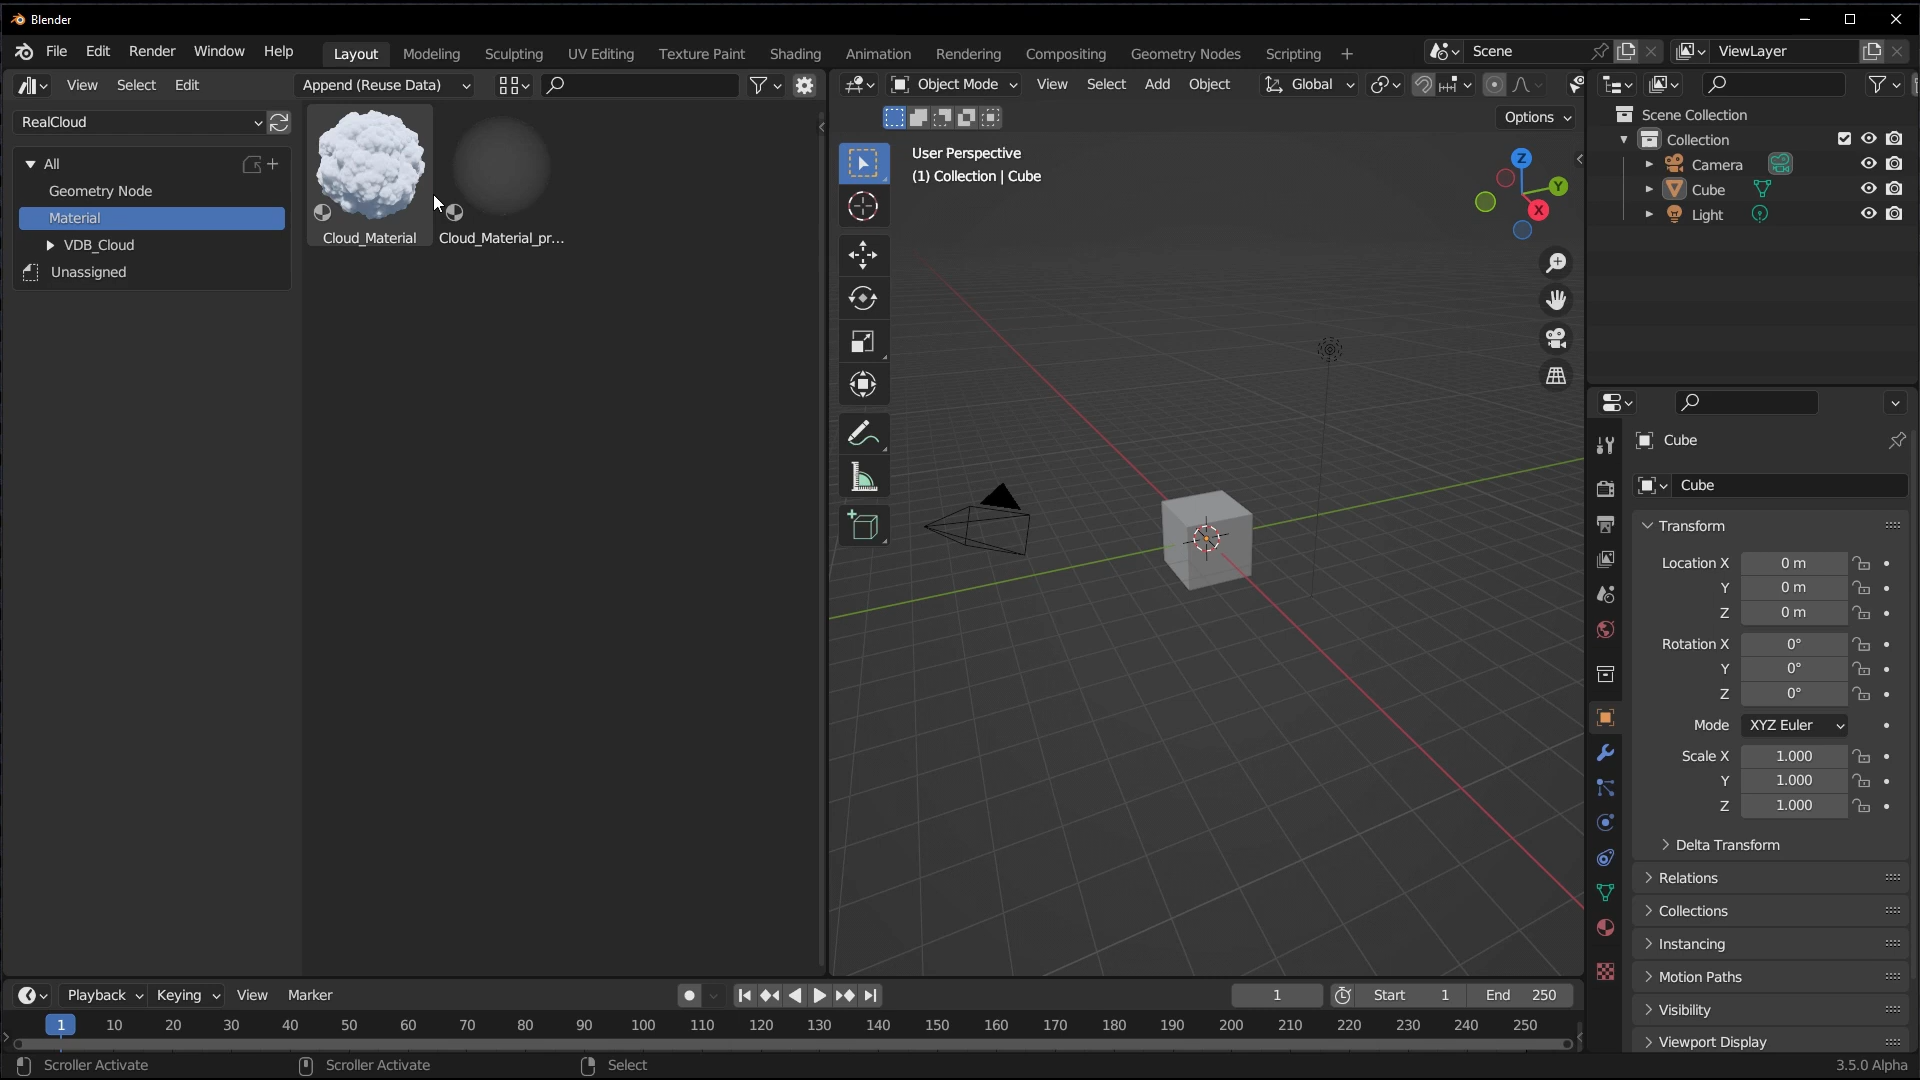 Blender
File Edit Render Window Help Layout Modeling Sculpting UV Editing Texture Paint Shading Animation Rendering Compositing Geometry Nodes Scripting + Scene ViewLayer
View Select Edit Append (Reuse Data)
Object Mode View Select Add Object Global
RealCloud
Options
All
Geometry Node
Material
VDB_Cloud
Unassigned
Cloud_Material
Cloud_Material_pr...
User Perspective
(1) Collection | Cube
Z
Y
X
Scene Collection
Collection
Camera
Cube
Light
Cube
Cube
Transform
Location X 0 m
Y 0 m
Z 0 m
Rotation X 0°
Y 0°
Z 0°
Mode XYZ Euler
Scale X 1.000
Y 1.000
Z 1.000
Delta Transform
Relations
Collections
Instancing
Motion Paths
Visibility
Viewport Display
Playback Keying View Marker 1 Start 1 End 250
1 10 20 30 40 50 60 70 80 90 100 110 120 130 140 150 160 170 180 190 200 210 220 230 240 250
Scroller Activate Scroller Activate Select 3.5.0 Alpha